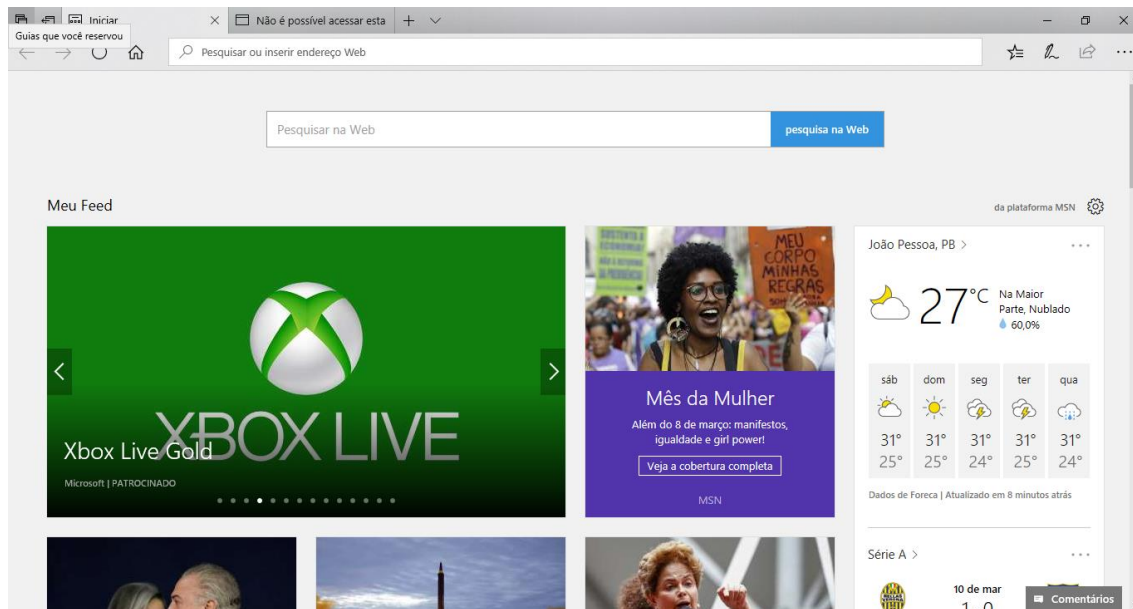 Iniciar
Não é possível acessar esta
Guias que você reservou
Pesquisar ou inserir endereço Web
Pesquisar na Web
pesquisa na Web
Meu Feed
da plataforma MSN
XBOX LIVE
Xbox Live Gold
Microsoft | PATROCINADO
MEU
CORPO
MINHAS
REGRAS
Mês da Mulher
Além do 8 de março: manifestos,
igualdade e girl power!
Veja a cobertura completa
MSN
João Pessoa, PB >
27°C
Na Maior
Parte, Nublado
60,0%
sáb dom seg ter qua
31° 31° 31° 31° 31°
25° 25° 24° 25° 24°
Dados de Foreca | Atualizado em 8 minutos atrás
Série A >
10 de mar
1 0
Comentários